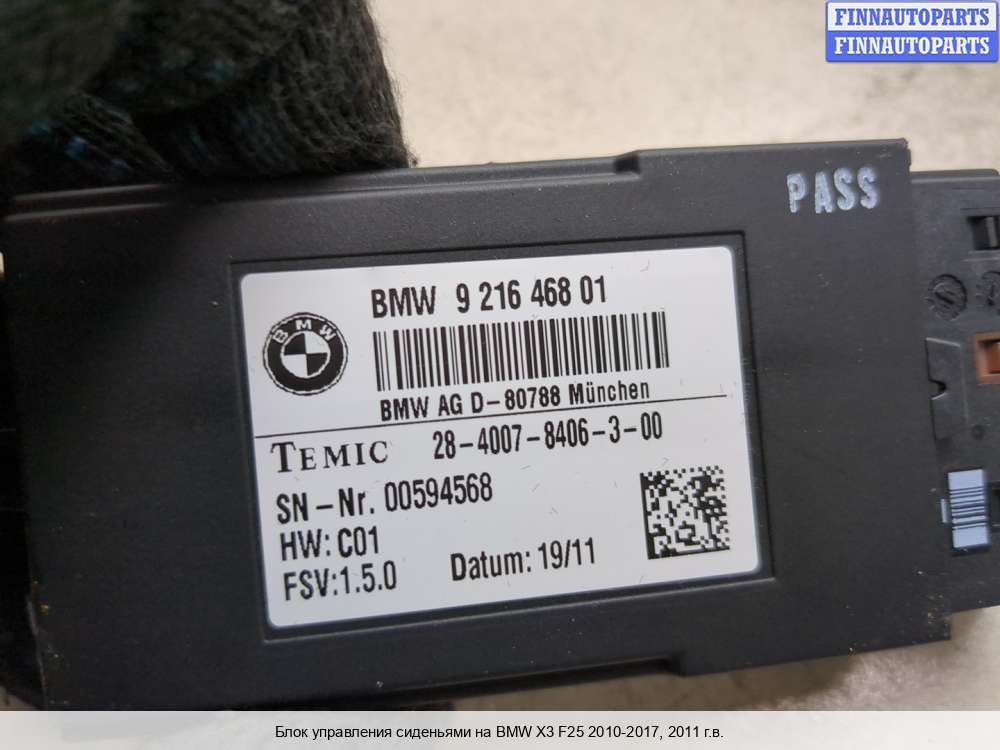 FINNAUTOPARTS
FINNAUTOPARTS
PASS
BMW 9 216 468 01
BMW
BMW AG D-80788 München
TEMIC 28-4007-8406-3-00
SN-Nr. 00594568
HW: C01
Datum: 19/11
FSV:1.5.0
Блок управления сиденьями на BMW X3 F25 2010-2017, 2011 г.в.